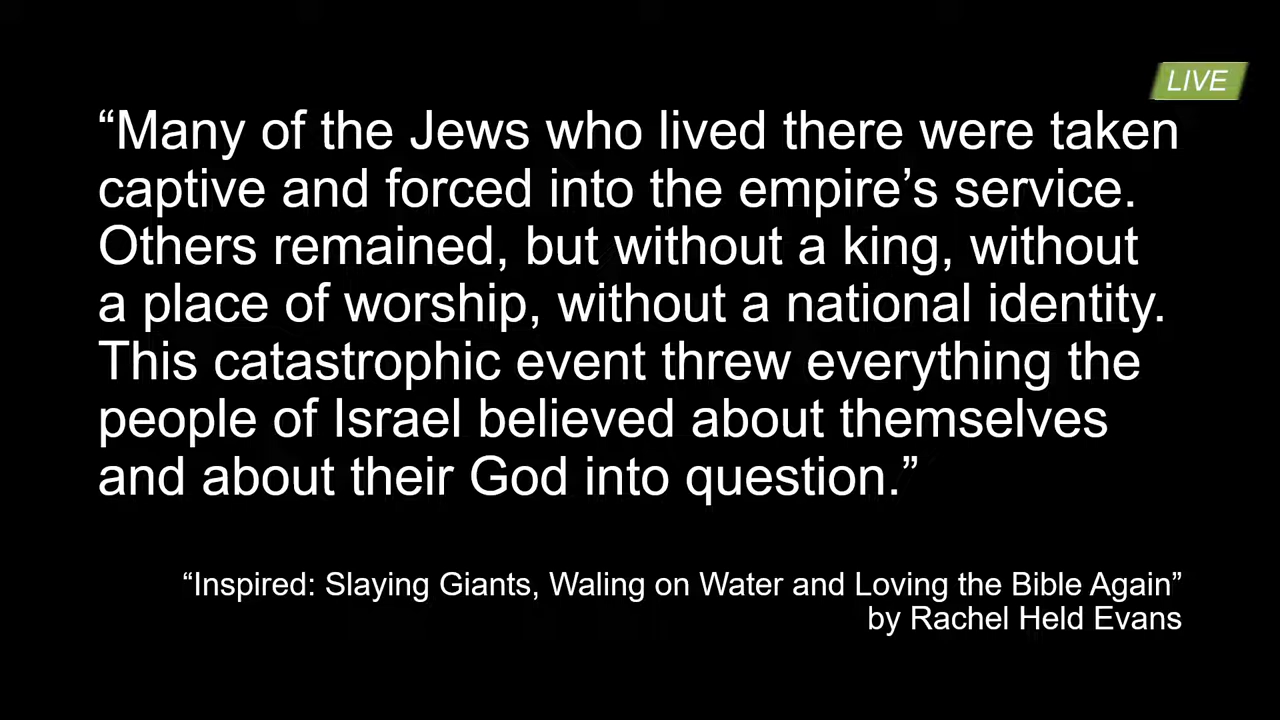 LIVE
“Many of the Jews who lived there were taken
captive and forced into the empire’s service.
Others remained, but without a king, without
a place of worship, without a national identity.
This catastrophic event threw everything the
people of Israel believed about themselves
and about their God into question.”
“Inspired: Slaying Giants, Waling on Water and Loving the Bible Again”
by Rachel Held Evans